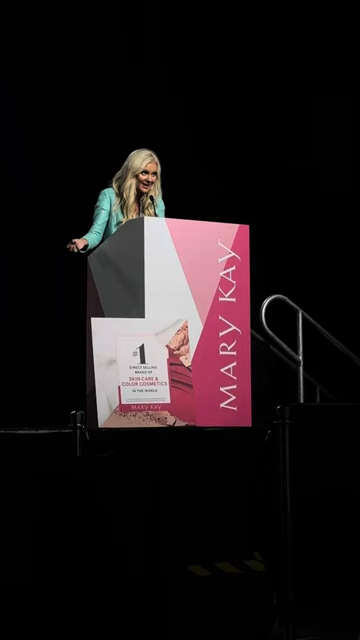 MARY KAY
#1
DIRECT SELLING
BRAND OF
SKIN CARE &
COLOR COSMETICS
IN THE WORLD
MARY KAY